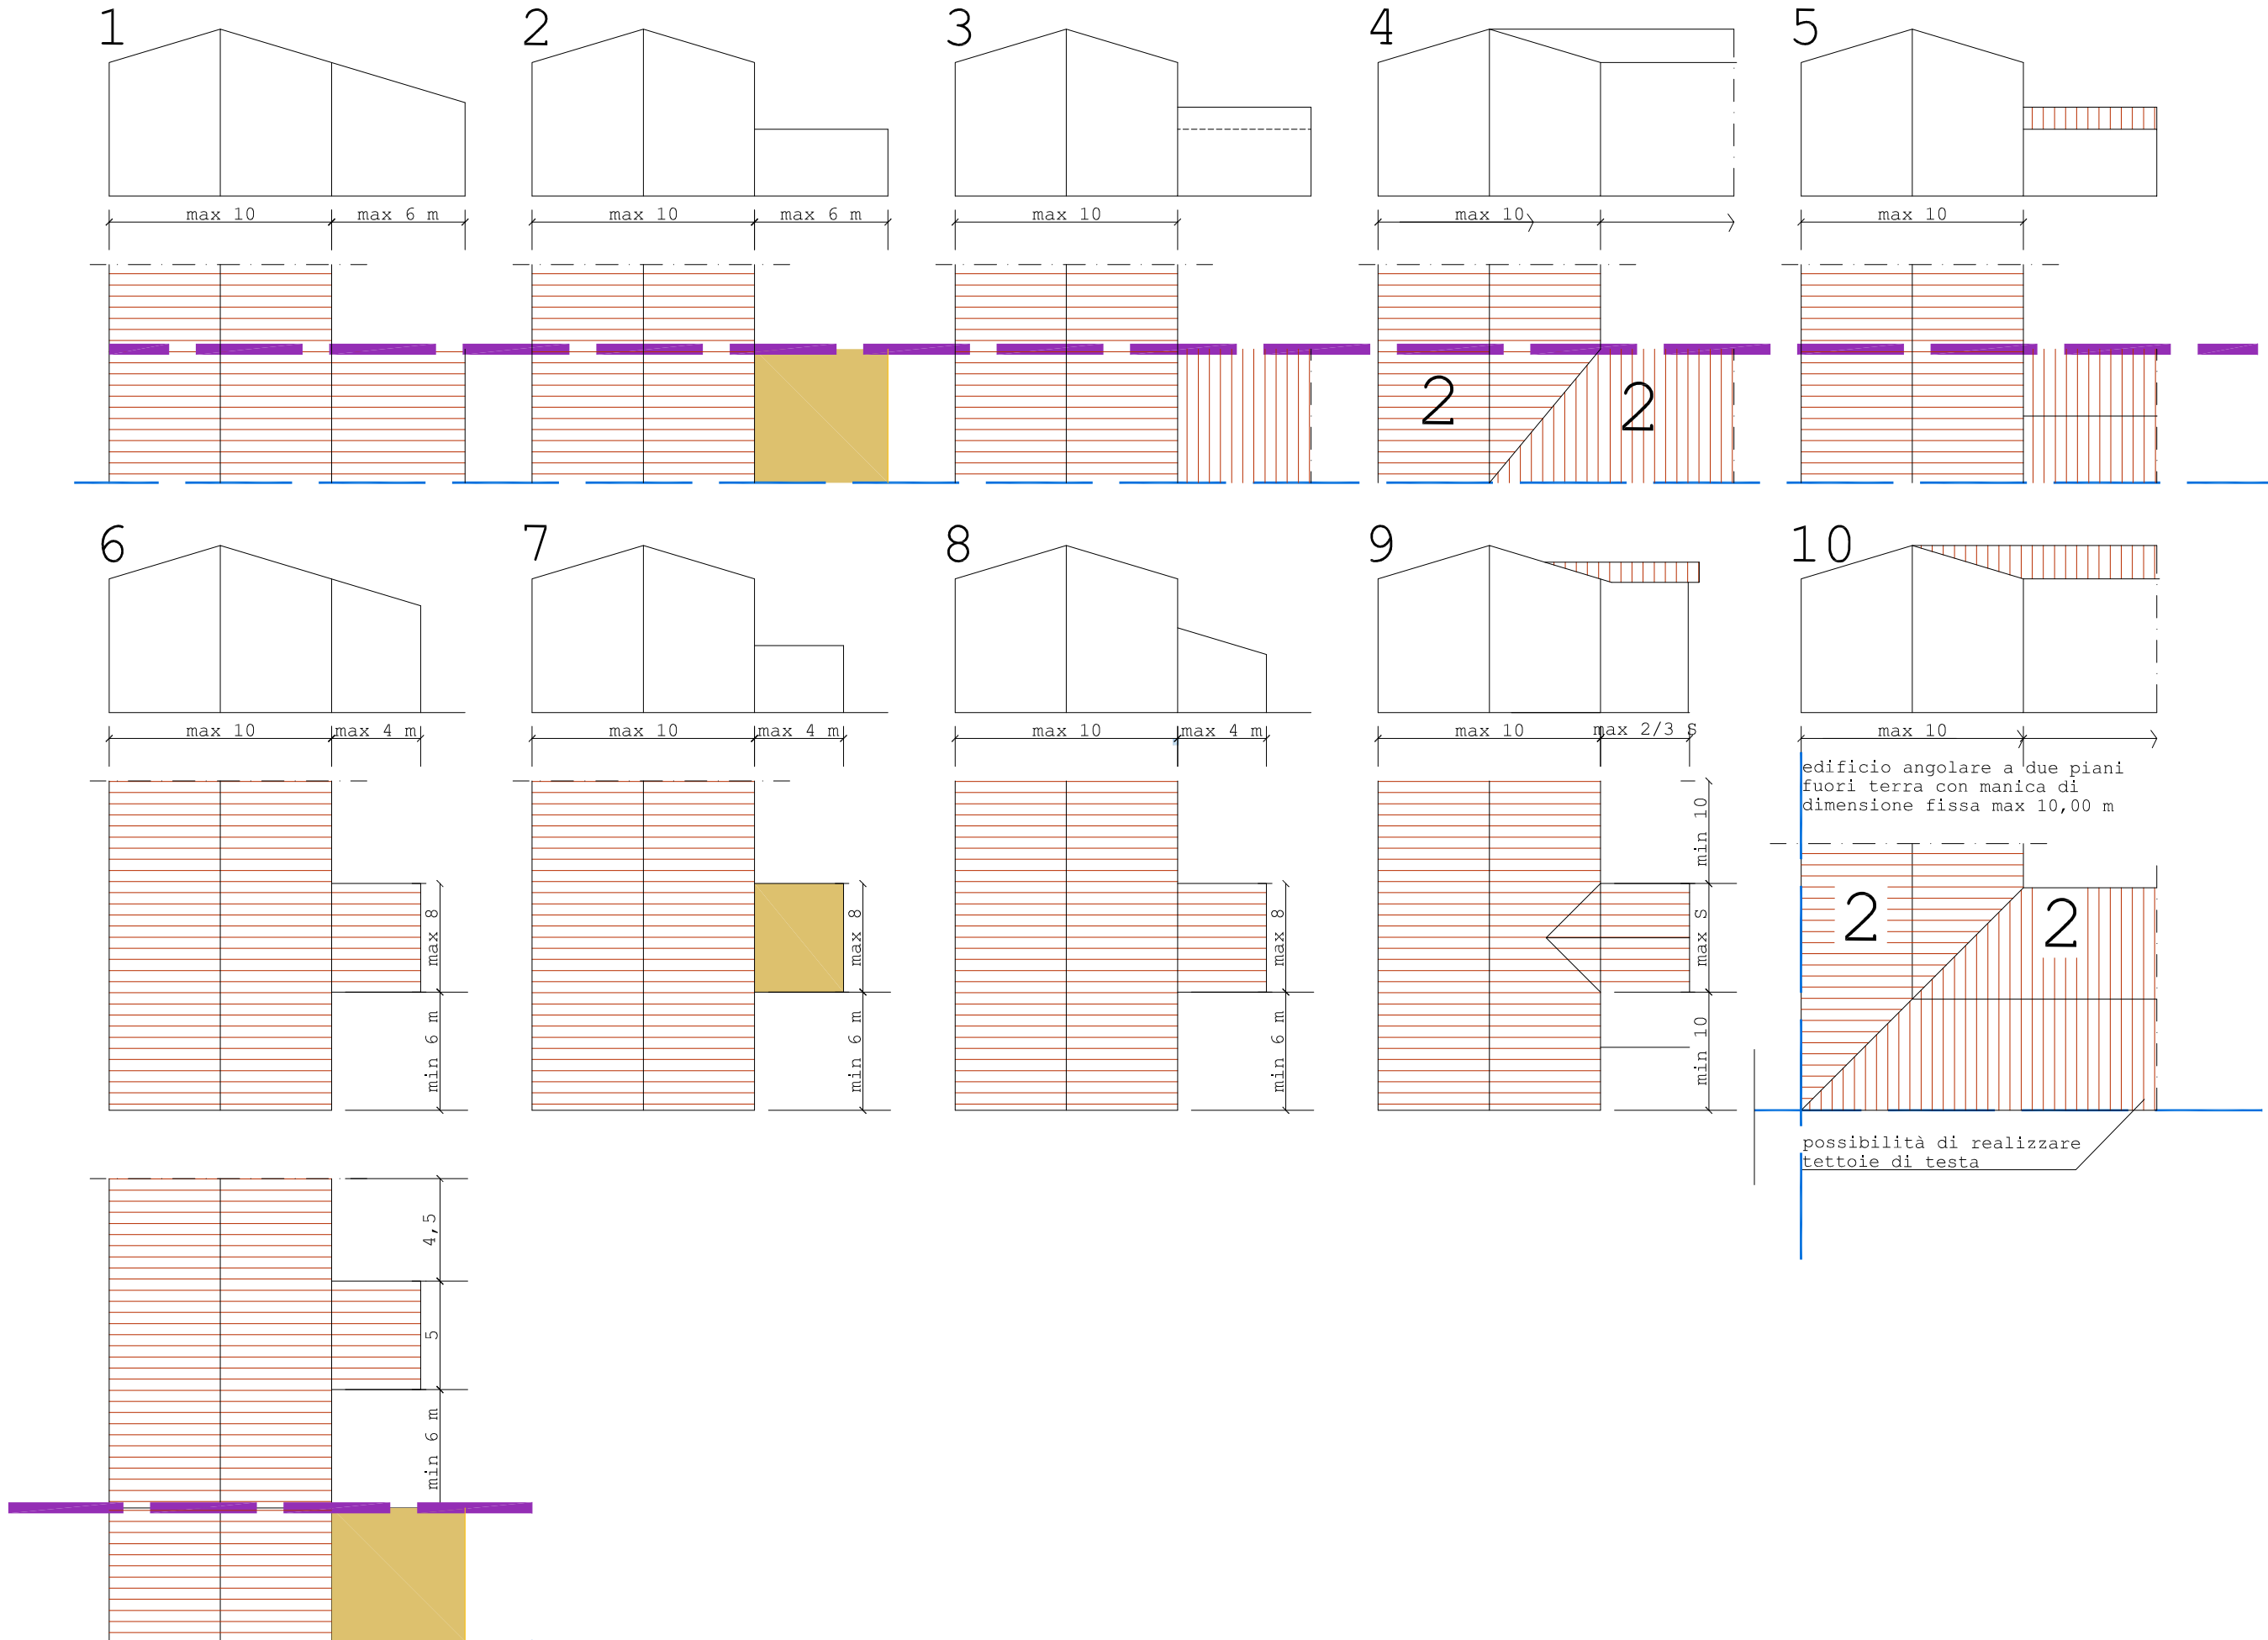 1
2
3
4
5
max 10
max 6 m
max 10
max 6 m
max 10
max 10
max 10
2
2
6
7
8
9
10
max 10
max 4 m
max 10
max 4 m
max 10
max 4 m
max 10
max 2/3 S
max 10
edificio angolare a due piani
fuori terra con manica di
dimensione fissa max 10,00 m
max 8
min 6 m
max 8
min 6 m
max 8
min 6 m
min 10
max S
min 10
2
2
possibilità di realizzare
tettoie di testa
4,5
5
min 6 m